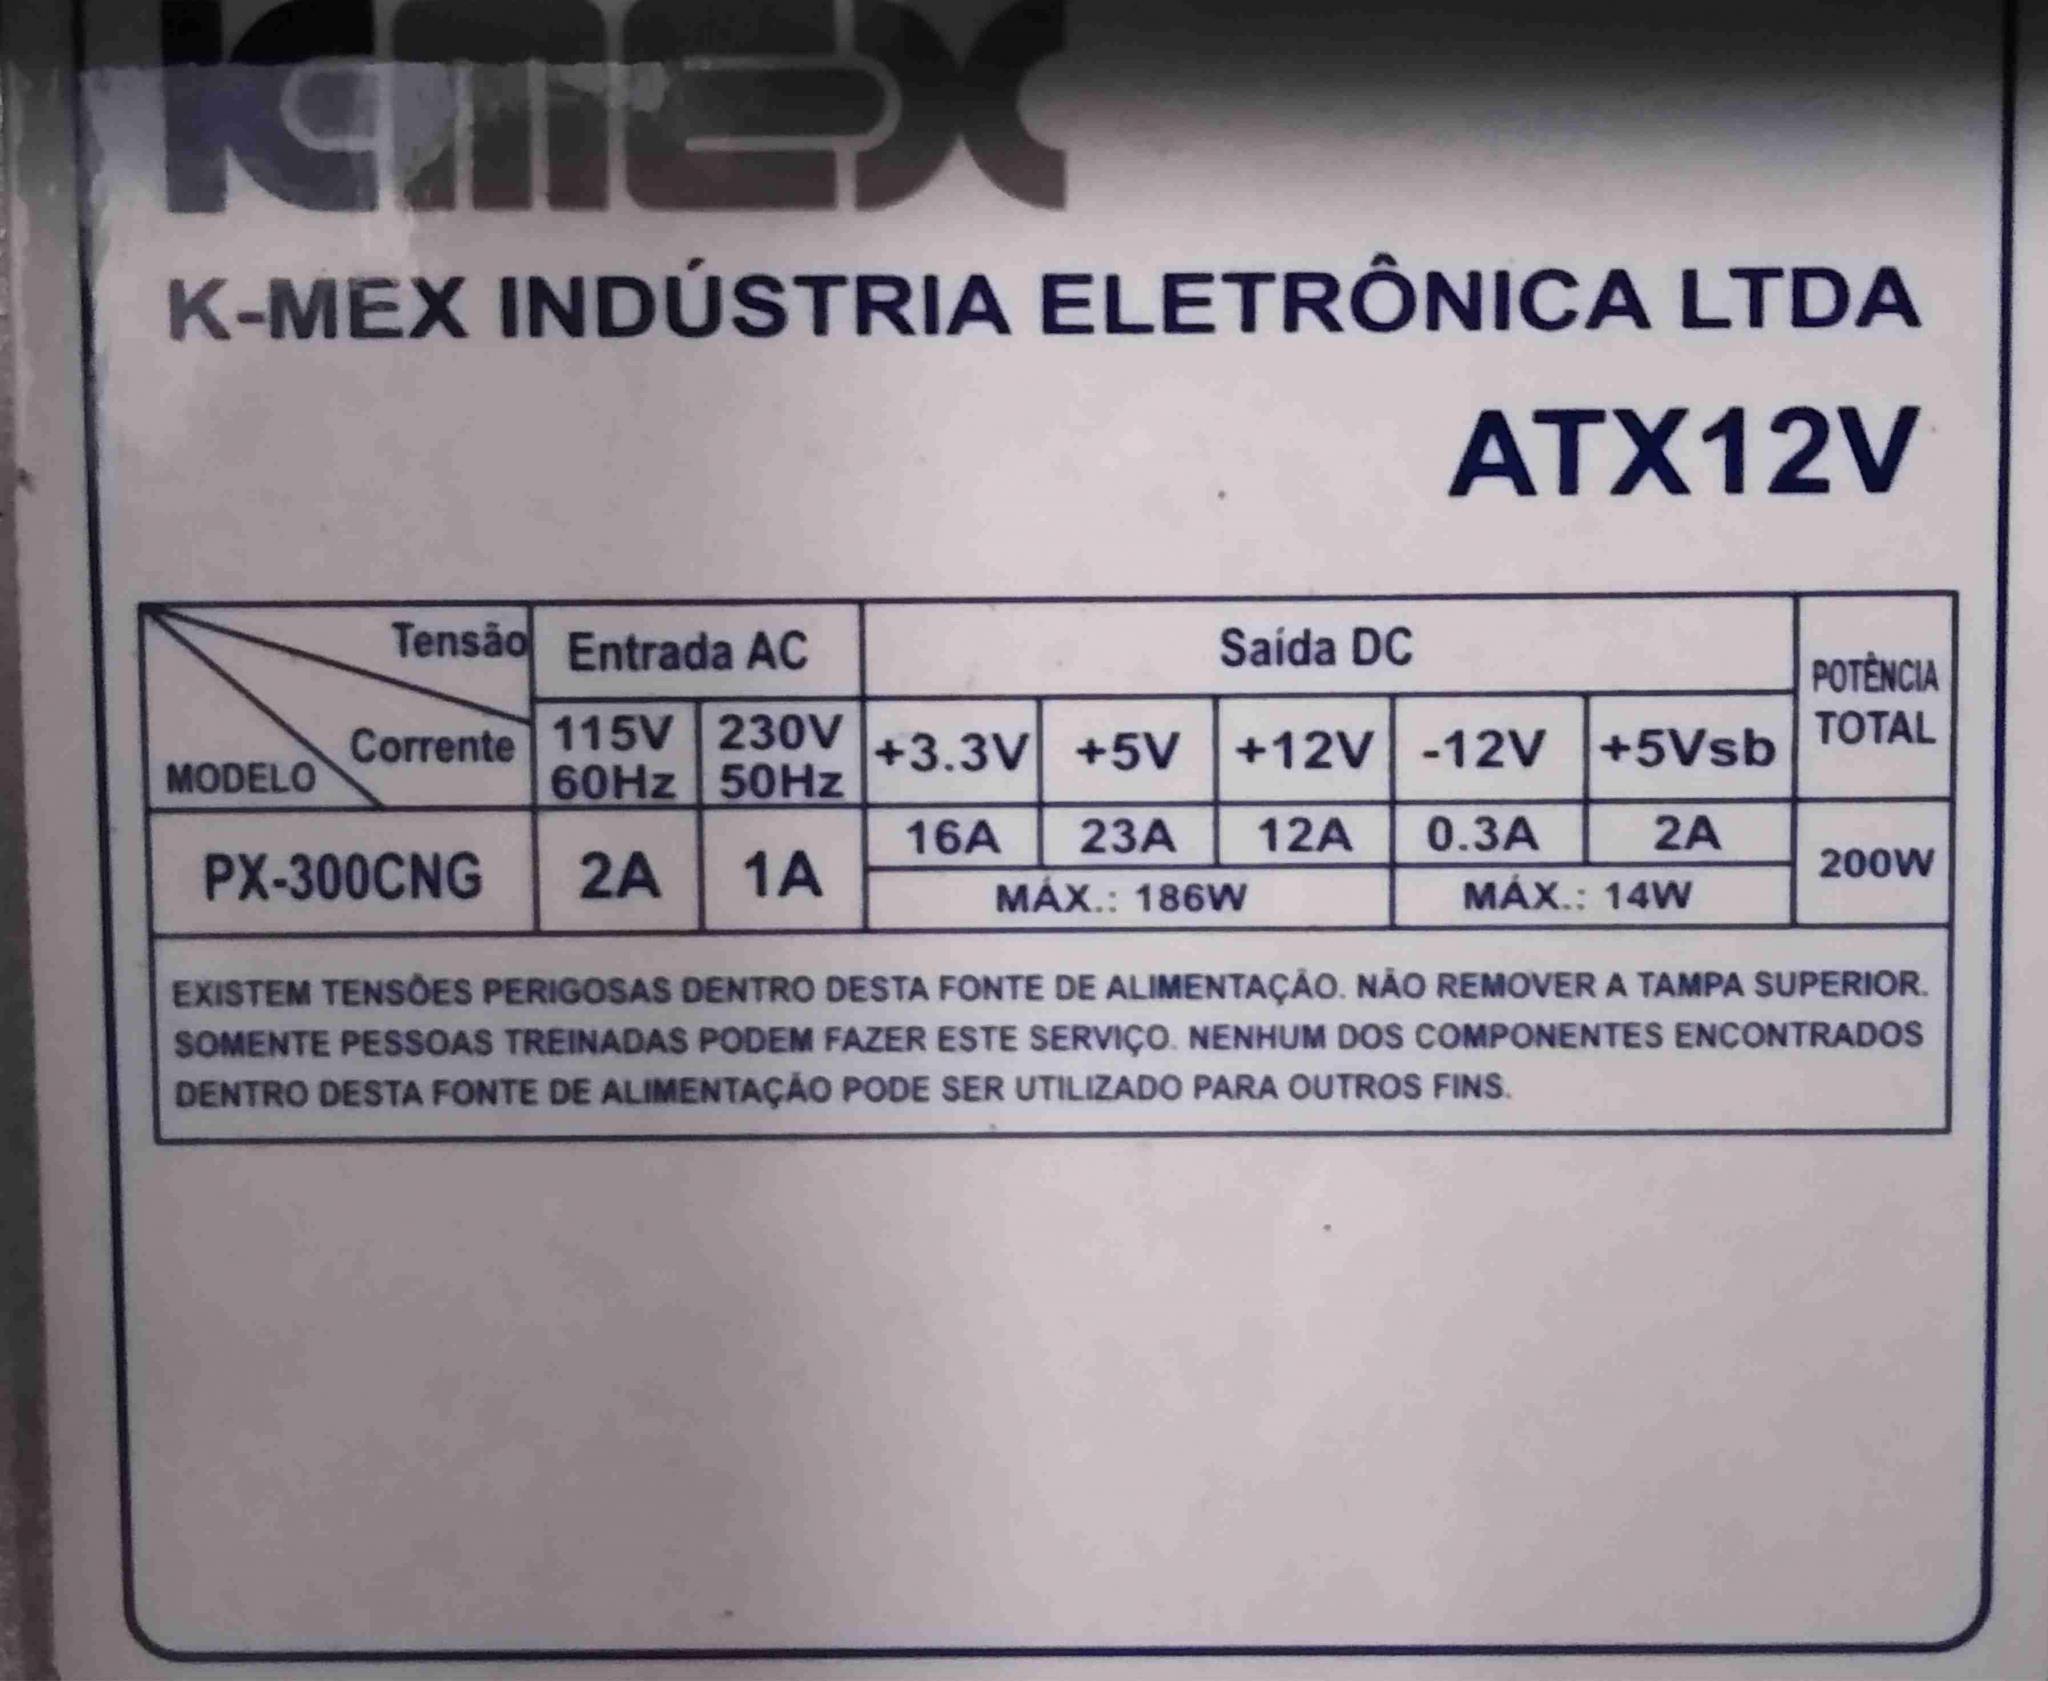 KMEX
K-MEX INDÚSTRIA ELETRÔNICA LTDA
ATX12V
Tensão
Corrente
MODELO
Entrada AC
Saída DC
POTÊNCIA
TOTAL
115V 230V +3.3V +5V +12V -12V +5Vsb
60Hz 50Hz
PX-300CNG 2A 1A 16A 23A 12A 0.3A 2A 200W
MÁX.: 186W MÁX.: 14W
EXISTEM TENSÕES PERIGOSAS DENTRO DESTA FONTE DE ALIMENTAÇÃO. NÃO REMOVER A TAMPA SUPERIOR.
SOMENTE PESSOAS TREINADAS PODEM FAZER ESTE SERVIÇO. NENHUM DOS COMPONENTES ENCONTRADOS
DENTRO DESTA FONTE DE ALIMENTAÇÃO PODE SER UTILIZADO PARA OUTROS FINS.